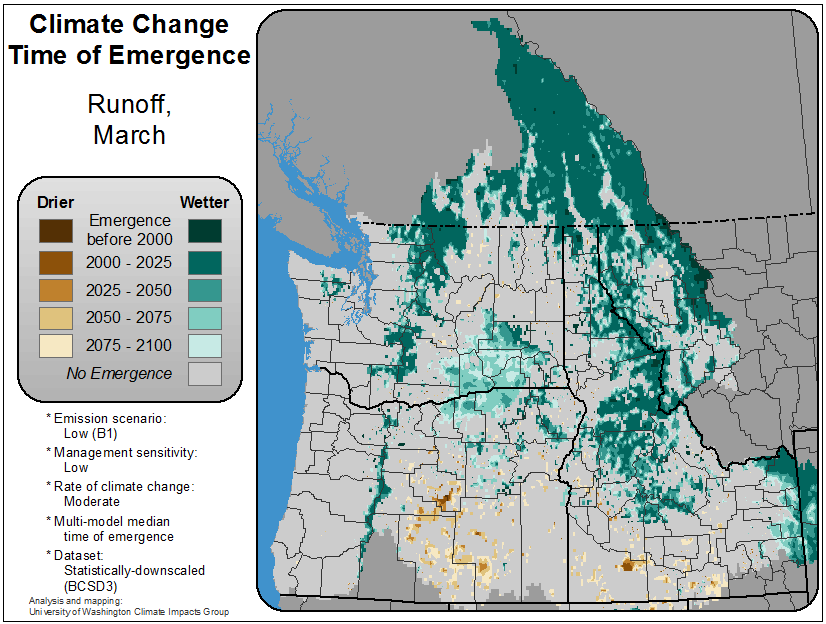 Climate Change
Time of Emergence
Runoff,
March
Drier Wetter
Emergence
before 2000
2000 - 2025
2025 - 2050
2050 - 2075
2075 - 2100
No Emergence
* Emission scenario:
Low (B1)
* Management sensitivity:
Low
* Rate of climate change:
Moderate
* Multi-model median
time of emergence
* Dataset:
Statistically-downscaled
(BCSD3)
Analysis and mapping:
University of Washington Climate Impacts Group